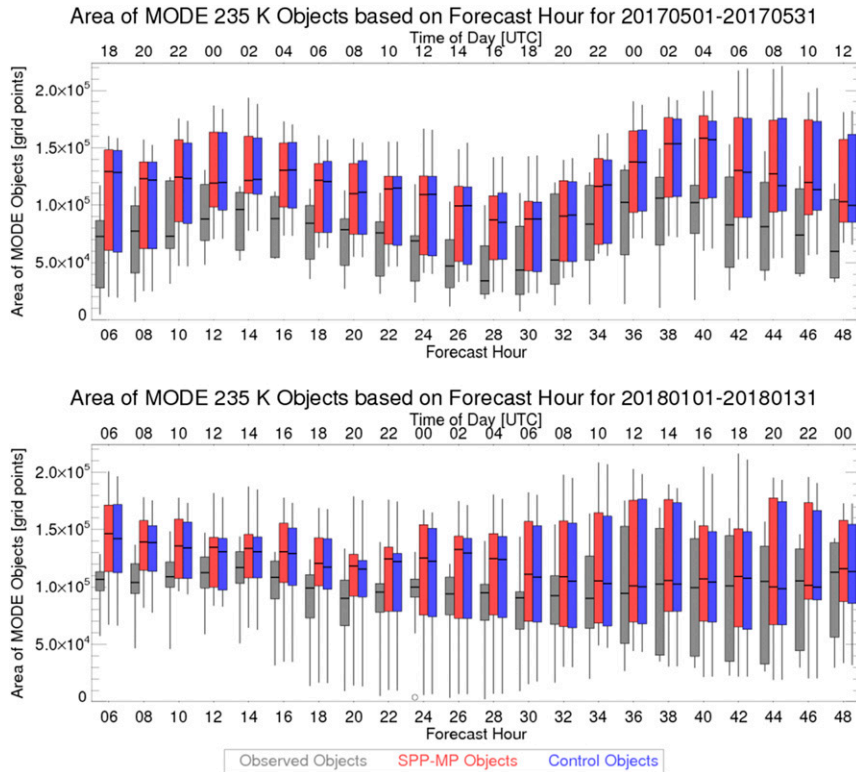 Area of MODE 235 K Objects based on Forecast Hour for 20170501-20170531
Time of Day [UTC]
18 20 22 00 02 04 06 08 10 12 14 16 18 20 22 00 02 04 06 08 10 12
Area of MODE Objects [grid points]
2.0×10⁵
1.5×10⁵
1.0×10⁵
5.0×10⁴
0
06 08 10 12 14 16 18 20 22 24 26 28 30 32 34 36 38 40 42 44 46 48
Forecast Hour
Area of MODE 235 K Objects based on Forecast Hour for 20180101-20180131
Time of Day [UTC]
06 08 10 12 14 16 18 20 22 00 02 04 06 08 10 12 14 16 18 20 22 00
Area of MODE Objects [grid points]
2.0×10⁵
1.5×10⁵
1.0×10⁵
5.0×10⁴
0
06 08 10 12 14 16 18 20 22 24 26 28 30 32 34 36 38 40 42 44 46 48
Forecast Hour
Observed Objects SPP-MP Objects Control Objects